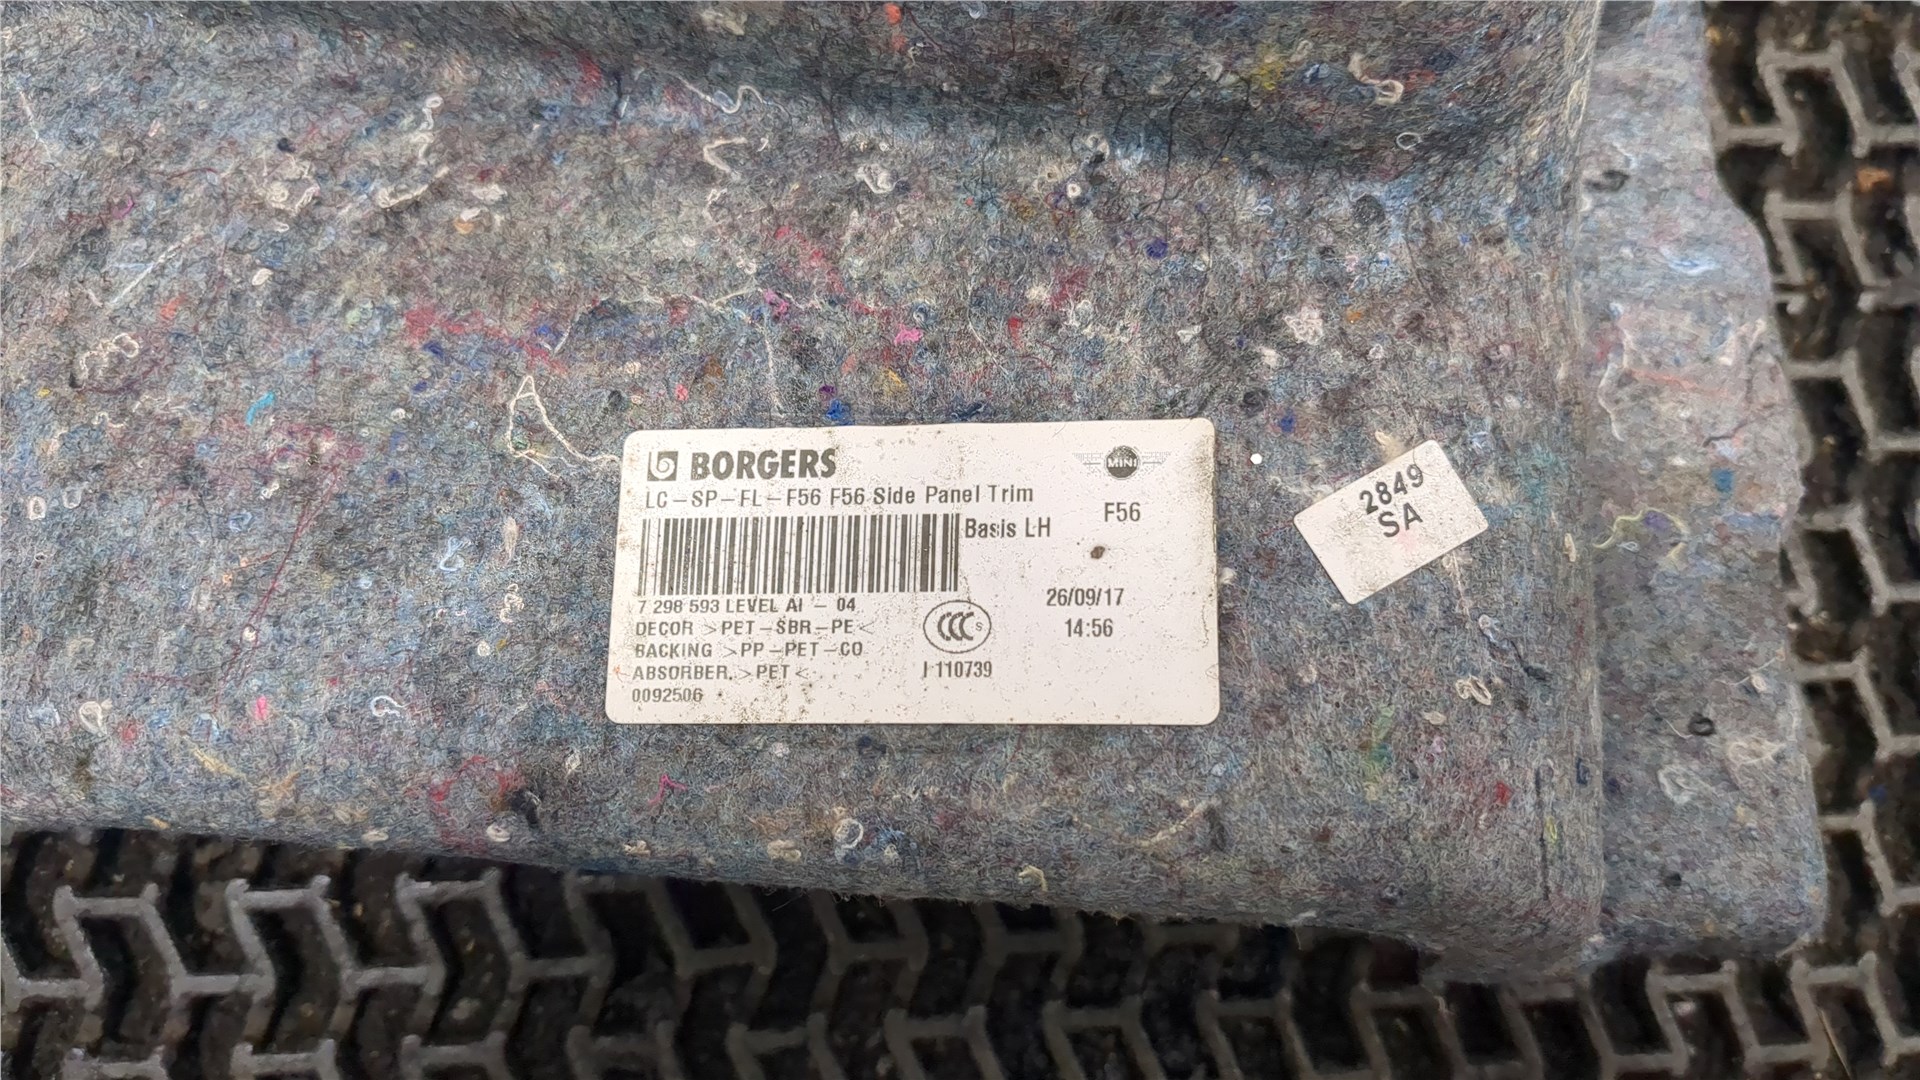 BORGERS
MINI
LC-SP-FL-F56 F56 Side Panel Trim
Basis LH
F56
7 298 593 LEVEL AI - 04
26/09/17
DECOR >PET-SBR-PE<
14:56
CCC S
BACKING >PP-PET-CO
ABSORBER. >PET<
I 110739
0092506
2849
SA